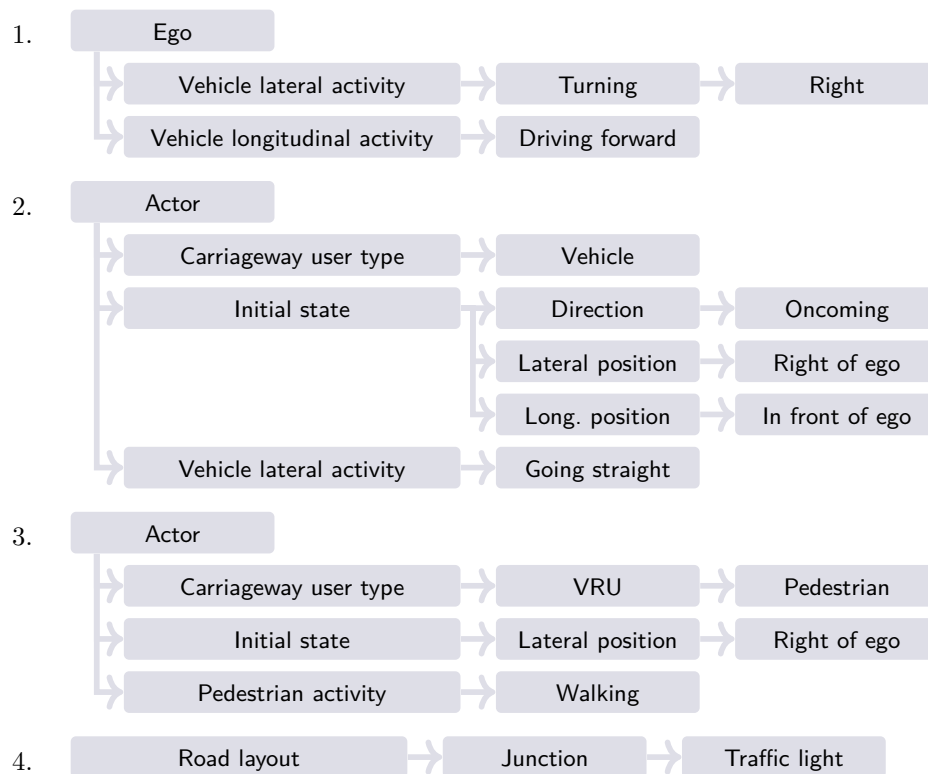 1. Ego
Vehicle lateral activity Turning Right
Vehicle longitudinal activity Driving forward
2. Actor
Carriageway user type Vehicle
Initial state Direction Oncoming
Lateral position Right of ego
Long. position In front of ego
Vehicle lateral activity Going straight
3. Actor
Carriageway user type VRU Pedestrian
Initial state Lateral position Right of ego
Pedestrian activity Walking
4. Road layout Junction Traffic light